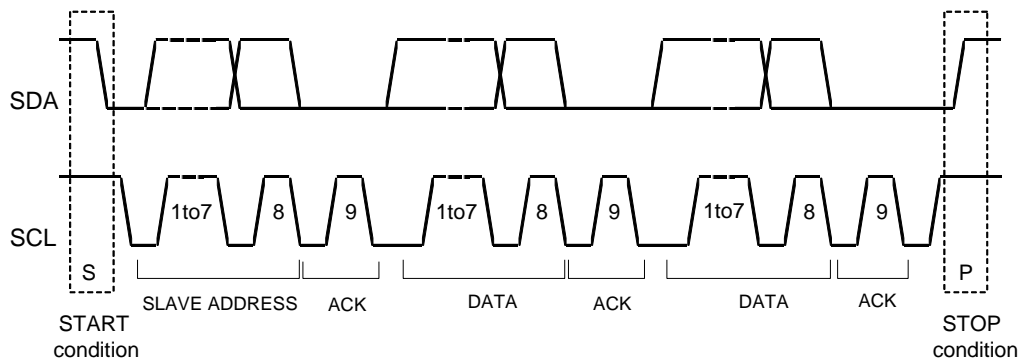 SDA
SCL
1to7 8 9 1to7 8 9 1to7 8 9
S P
SLAVE ADDRESS ACK DATA ACK DATA ACK
START
condition
STOP
condition